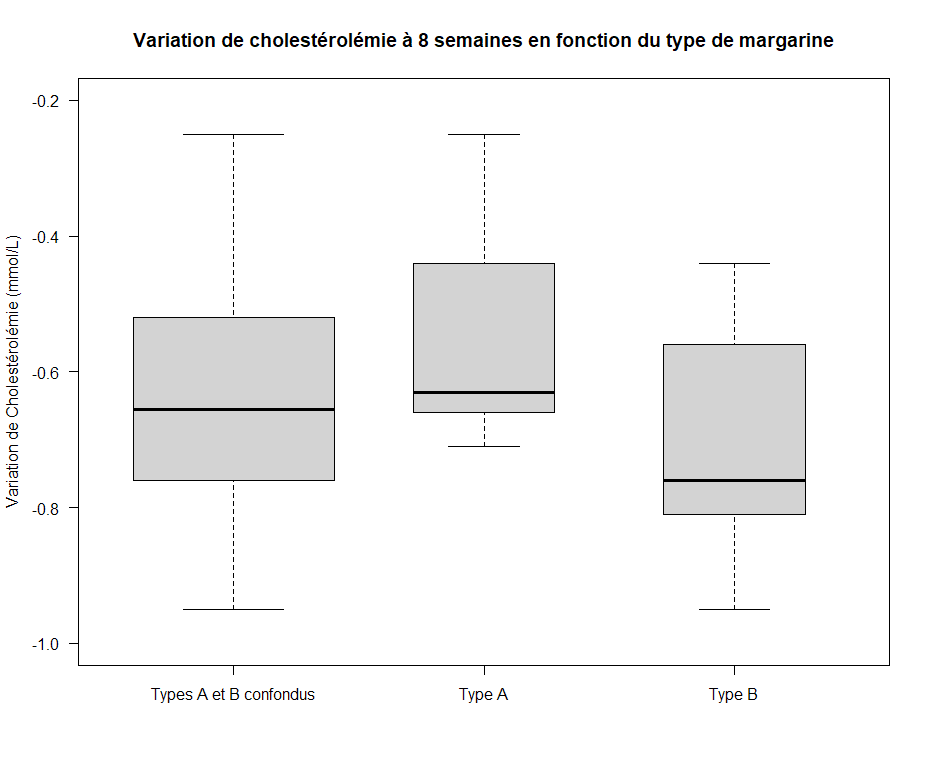 Variation de cholestérolémie à 8 semaines en fonction du type de margarine
Variation de Cholestérolémie (mmol/L)
-0.2
-0.4
-0.6
-0.8
-1.0
Types A et B confondus
Type A
Type B